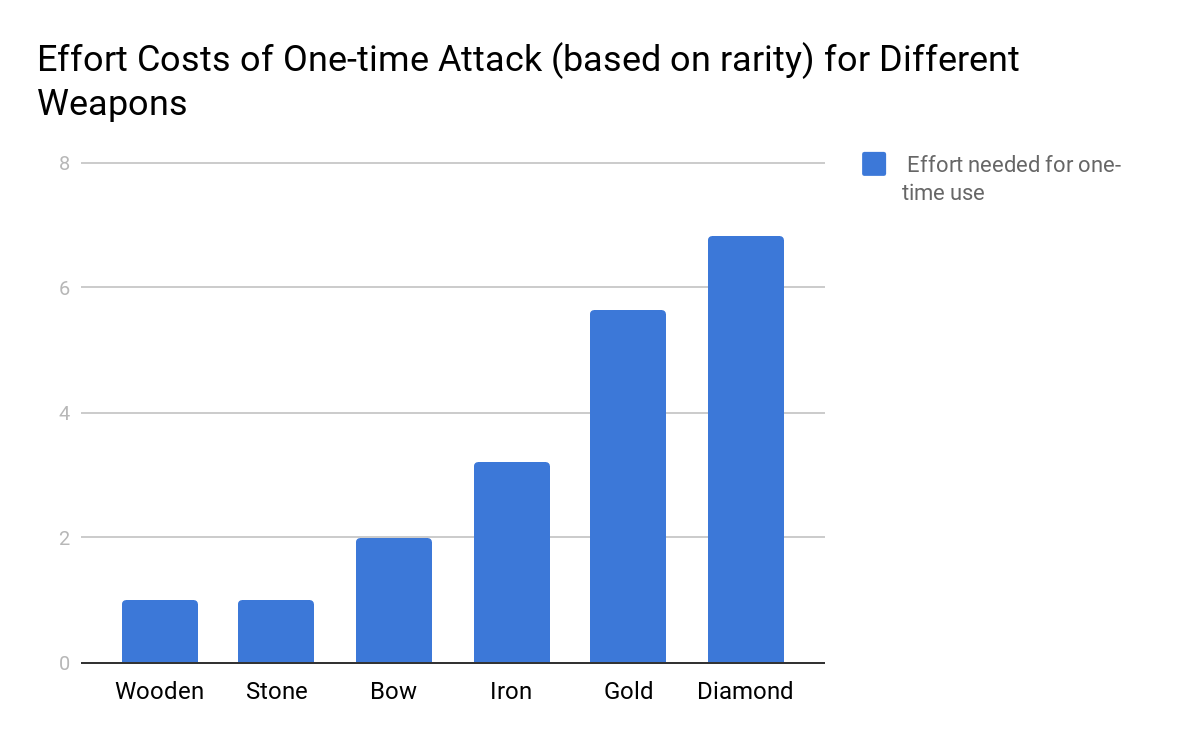 Effort Costs of One-time Attack (based on rarity) for Different
Weapons
8
6
4
2
0
Wooden Stone Bow Iron Gold Diamond
Effort needed for one-
time use